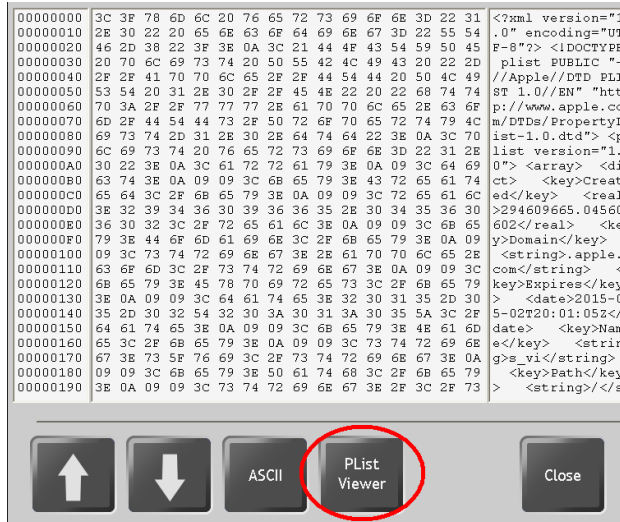 00000000 3C 3F 78 6D 6C 20 76 65 72 73 69 6F 6E 3D 22 31 <?xml version="1
00000010 2E 30 22 20 65 6E 63 6F 64 69 6E 67 3D 22 55 54 .0" encoding="UT
00000020 46 2D 38 22 3F 3E 0A 3C 21 44 4F 43 54 59 50 45 F-8"?> <!DOCTYPE
00000030 20 70 6C 69 73 74 20 50 55 42 4C 49 43 20 22 2D plist PUBLIC "-
00000040 2F 2F 41 70 70 6C 65 2F 2F 44 54 44 20 50 4C 49 //Apple//DTD PLI
00000050 53 54 20 31 2E 30 2F 2F 45 4E 22 20 22 68 74 74 ST 1.0//EN" "htt
00000060 70 3A 2F 2F 77 77 77 2E 61 70 70 6C 65 2E 63 6F p://www.apple.co
00000070 6D 2F 44 54 44 73 2F 50 72 6F 70 65 72 74 79 4C m/DTDs/PropertyL
00000080 69 73 74 2D 31 2E 30 2E 64 74 64 22 3E 0A 3C 70 ist-1.0.dtd"> <p
00000090 6C 69 73 74 20 76 65 72 73 69 6F 6E 3D 22 31 2E list version="1.
000000A0 30 22 3E 0A 3C 61 72 72 61 79 3E 0A 09 3C 64 69 0"> <array> <di
000000B0 63 74 3E 0A 09 09 3C 6B 65 79 3E 43 72 65 61 74 ct> <key>Creat
000000C0 65 64 3C 2F 6B 65 79 3E 0A 09 09 3C 72 65 61 6C ed</key> <real
000000D0 3E 32 39 34 36 30 39 36 36 35 2E 30 34 35 36 30 >294609665.04560
000000E0 36 30 32 3C 2F 72 65 61 6C 3E 0A 09 09 3C 6B 65 602</real> <ke
000000F0 79 3E 44 6F 6D 61 69 6E 3C 2F 6B 65 79 3E 0A 09 y>Domain</key>
00000100 09 3C 73 74 72 69 6E 67 3E 2E 61 70 70 6C 65 2E <string>.apple.
00000110 63 6F 6D 3C 2F 73 74 72 69 6E 67 3E 0A 09 09 3C com</string> <
00000120 6B 65 79 3E 45 78 70 69 72 65 73 3C 2F 6B 65 79 key>Expires</key
00000130 3E 0A 09 09 3C 64 61 74 65 3E 32 30 31 35 2D 30 > <date>2015-0
00000140 35 2D 30 32 54 32 30 3A 30 31 3A 30 35 5A 3C 2F 5-02T20:01:05Z</
00000150 64 61 74 65 3E 0A 09 09 3C 6B 65 79 3E 4E 61 6D date> <key>Nam
00000160 65 3C 2F 6B 65 79 3E 0A 09 09 3C 73 74 72 69 6E e</key> <strin
00000170 67 3E 73 5F 76 69 3C 2F 73 74 72 69 6E 67 3E 0A g>s_vi</string>
00000180 09 09 3C 6B 65 79 3E 50 61 74 68 3C 2F 6B 65 79 <key>Path</key
00000190 3E 0A 09 09 3C 73 74 72 69 6E 67 3E 2F 3C 2F 73 > <string>/</s
ASCII
PList
Viewer
Close